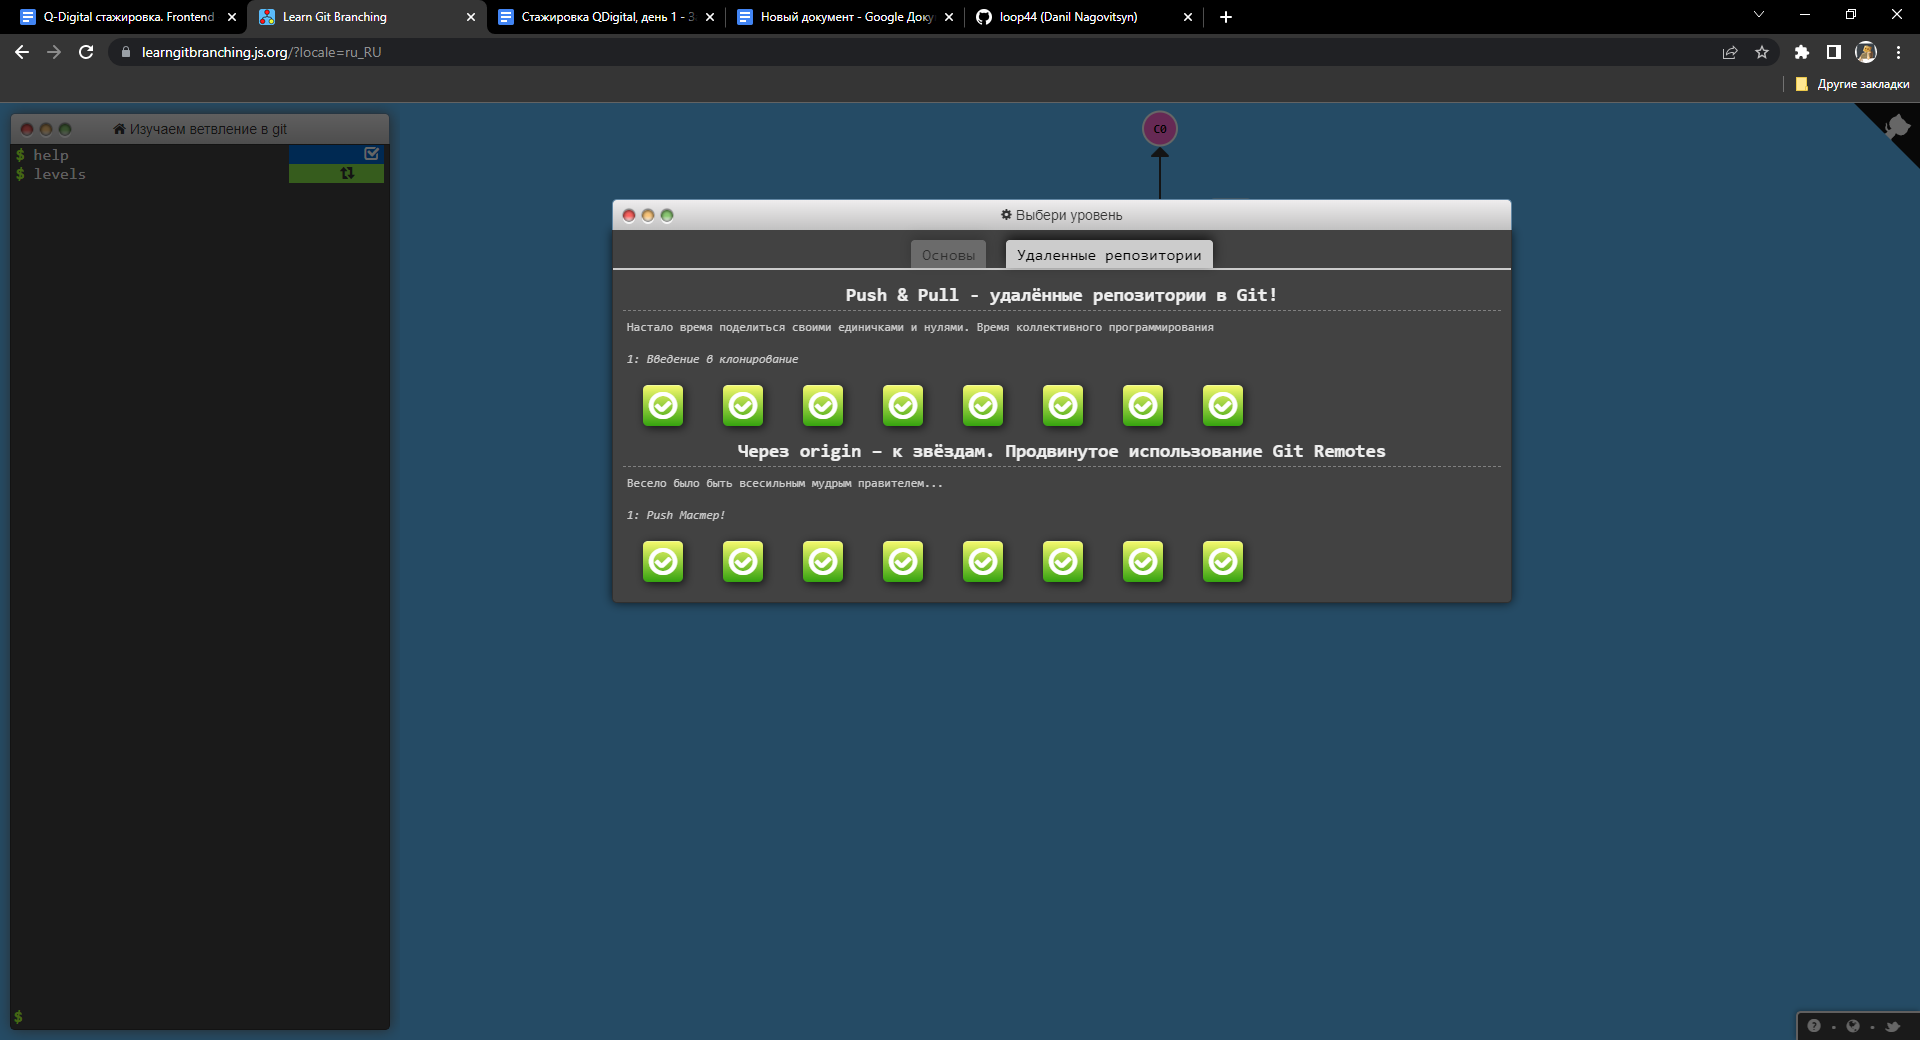 Q-Digital стажировка. Frontend
Learn Git Branching
Стажировка QDigital, день 1 - З
Новый документ - Google Доку
loop44 (Danil Nagovitsyn)
learngitbranching.js.org/?locale=ru_RU
Другие закладки
Изучаем ветвление в git
$ help
$ levels
C0
Выбери уровень
Основы
Удаленные репозитории
Push & Pull - удалённые репозитории в Git!
Настало время поделиться своими единичками и нулями. Время коллективного программирования
1: Введение в клонирование
Через origin – к звёздам. Продвинутое использование Git Remotes
Весело было быть всесильным мудрым правителем...
1: Push Мастер!
$